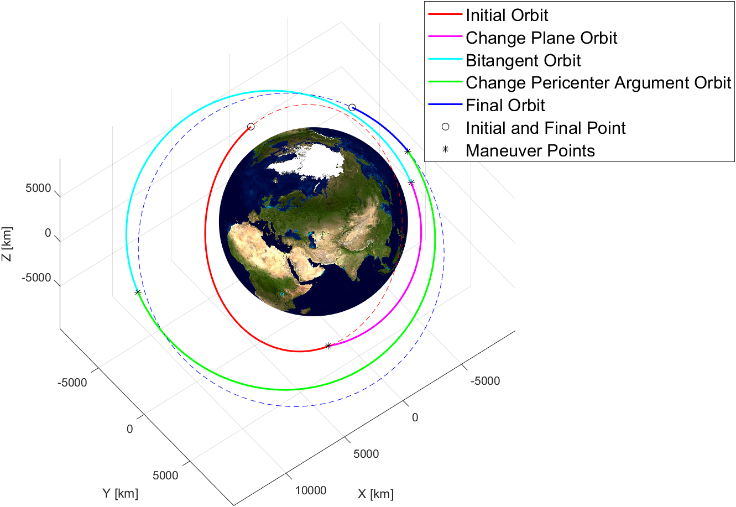 Initial Orbit
Change Plane Orbit
Bitangent Orbit
Change Pericenter Argument Orbit
Final Orbit
Initial and Final Point
Maneuver Points
5000
0
-5000
Z [km]
-5000
0
5000
Y [km]
-5000
0
5000
10000
X [km]